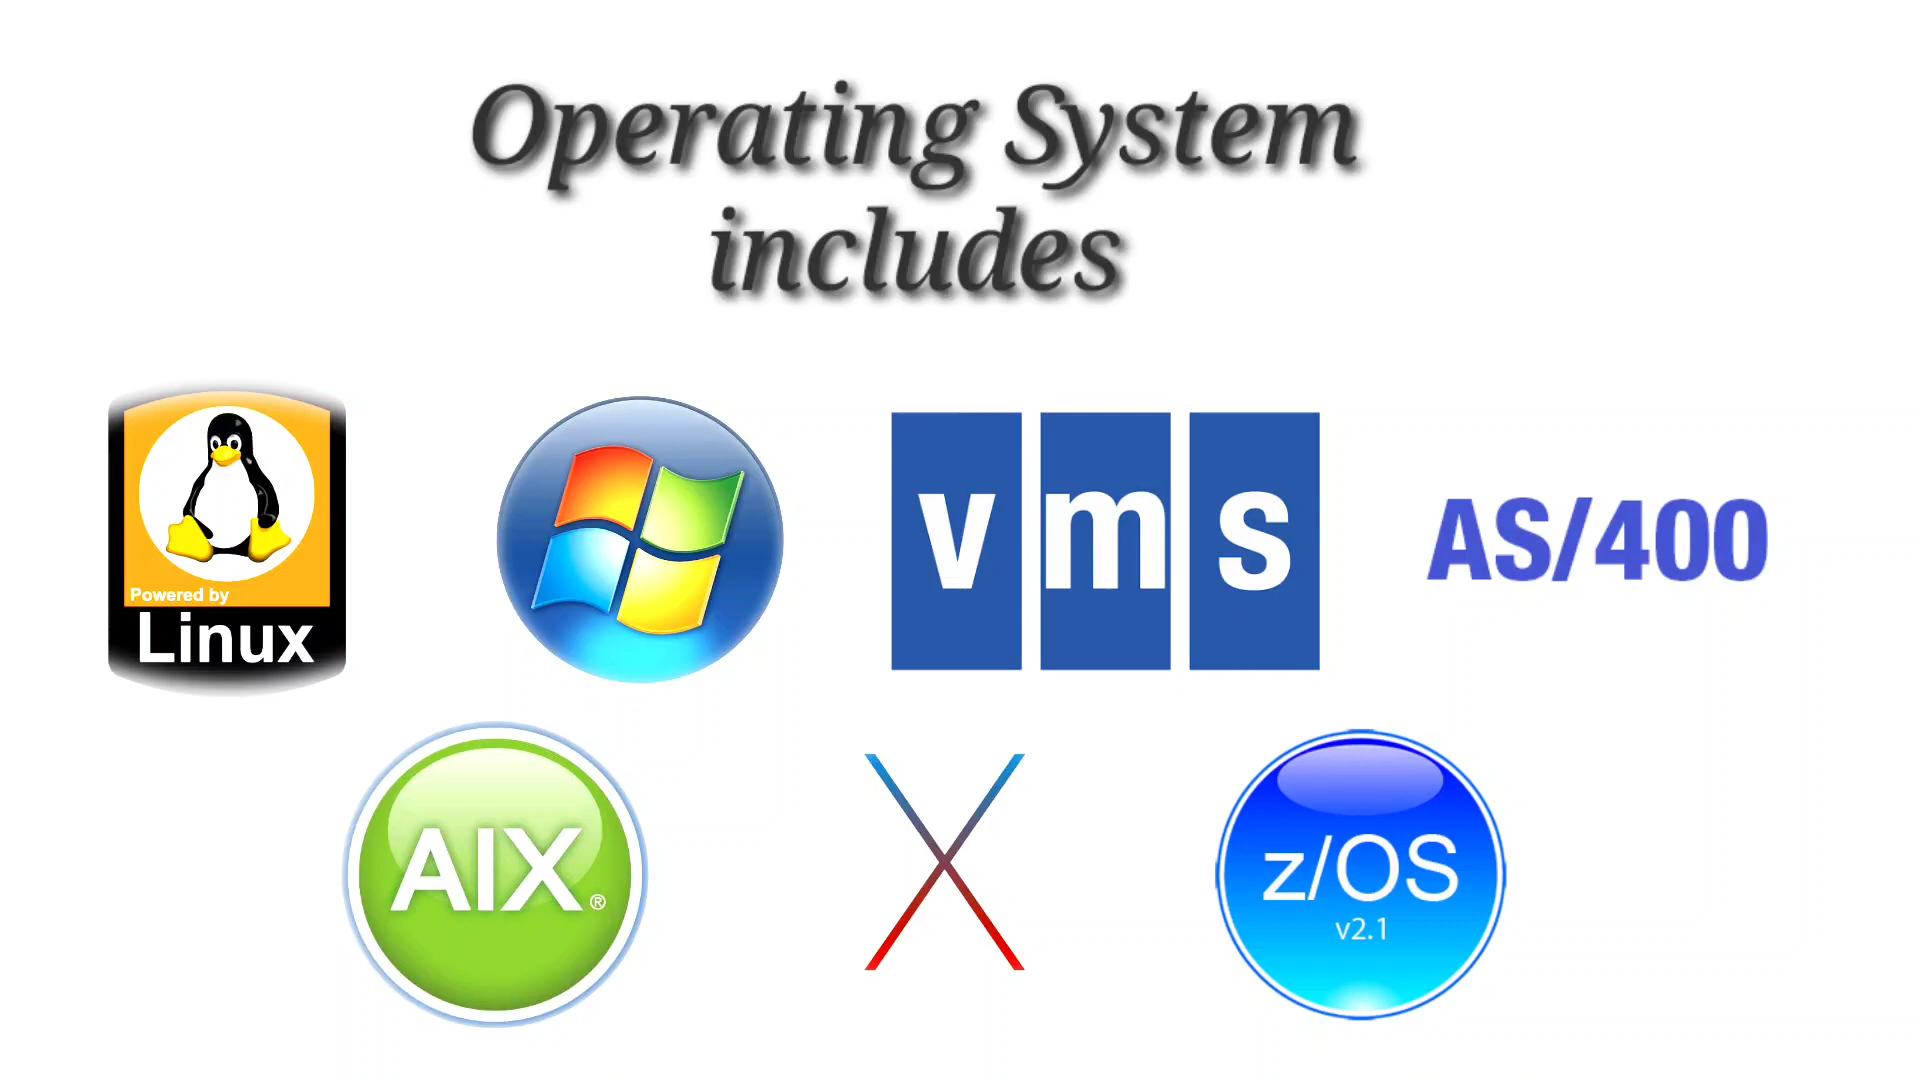 Operating System
includes
Powered by
Linux
vms
AS/400
AIX®
X
z/OS
v2.1